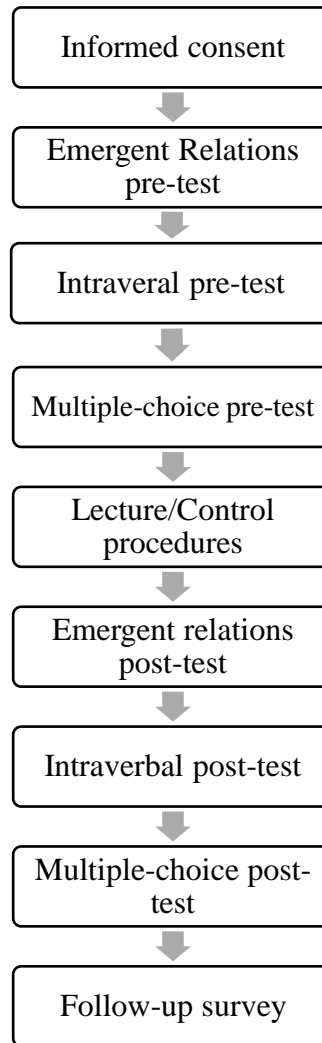 Informed consent
Emergent Relations
pre-test
Intraveral pre-test
Multiple-choice pre-test
Lecture/Control
procedures
Emergent relations
post-test
Intraverbal post-test
Multiple-choice post-
test
Follow-up survey